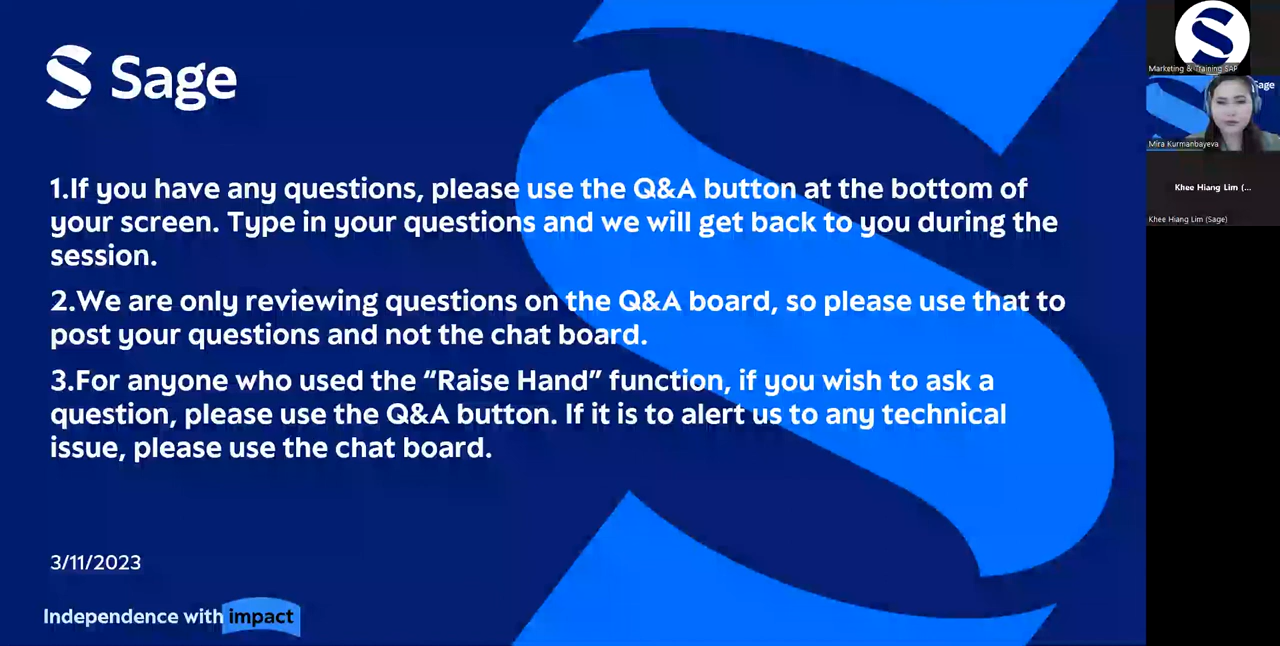 Sage
1.If you have any questions, please use the Q&A button at the bottom of
your screen. Type in your questions and we will get back to you during the
session.
2.We are only reviewing questions on the Q&A board, so please use that to
post your questions and not the chat board.
3.For anyone who used the “Raise Hand” function, if you wish to ask a
question, please use the Q&A button. If it is to alert us to any technical
issue, please use the chat board.
3/11/2023
Independence with impact
Marketing & Training SAP
Sage
Mira Kurmanbayeva
Khee Hiang Lim (...
Khee Hiang Lim (Sage)